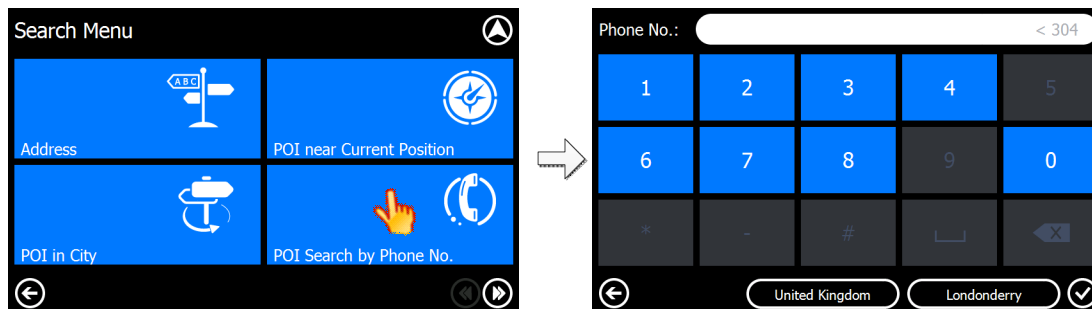 Search Menu
ABC
Address
POI near Current Position
POI in City
POI Search by Phone No.
Phone No.:
< 304
1 2 3 4 5
6 7 8 9 0
* - #
X
United Kingdom
Londonderry